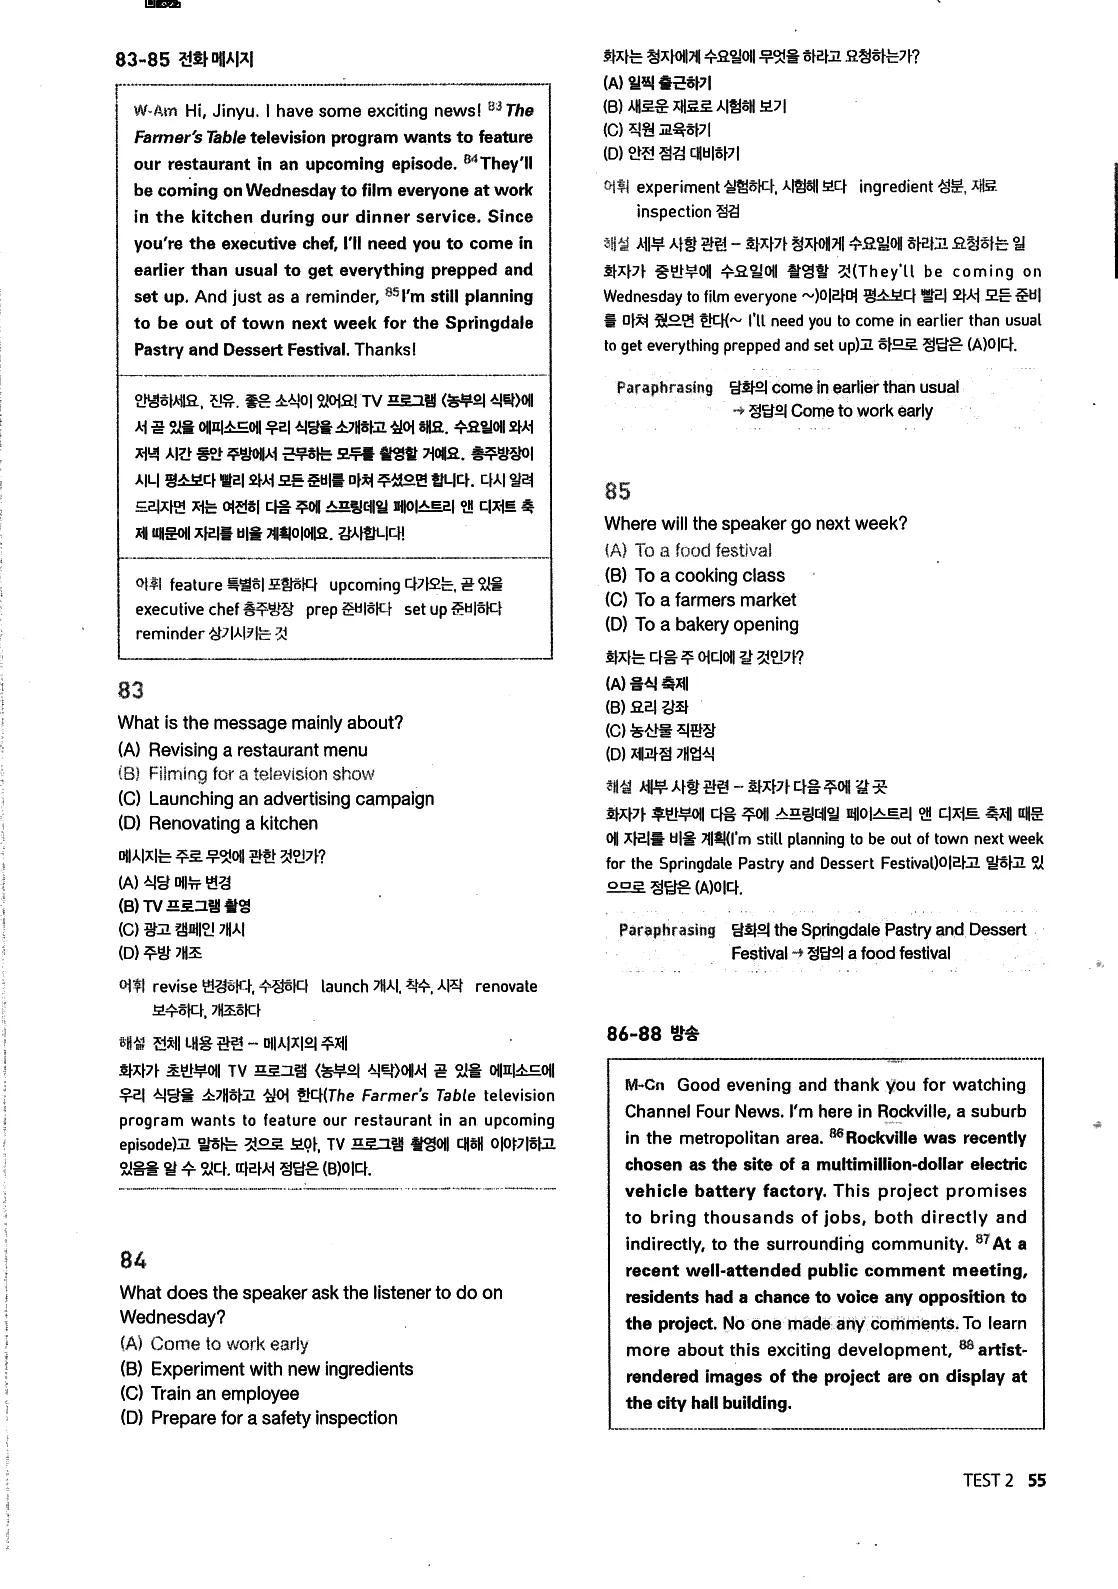 83-85 전화 메시지
W-Am Hi, Jinyu. I have some exciting news! 83 The
Farmer's Table television program wants to feature
our restaurant in an upcoming episode. 84 They'll
be coming on Wednesday to film everyone at work
in the kitchen during our dinner service. Since
you're the executive chef, I'll need you to come in
earlier than usual to get everything prepped and
set up. And just as a reminder, 85 I'm still planning
to be out of town next week for the Springdale
Pastry and Dessert Festival. Thanks!
안녕하세요, 진유. 좋은 소식이 있어요! TV 프로그램 〈농부의 식탁〉에
서 곧 있을 에피소드에 우리 식당을 소개하고 싶어 해요. 수요일에 와서
저녁 시간 동안 주방에서 근무하는 모두를 촬영할 거예요. 총주방장이
시니 평소보다 빨리 와서 모든 준비를 마쳐 주셨으면 합니다. 다시 알려
드리지만 저는 여전히 다음 주에 스프링데일 페이스트리 앤 디저트 축
제 때문에 자리를 비울 계획이에요. 감사합니다!
어휘 feature 특별히 포함하다 upcoming 다가오는, 곧 있을
executive chef 총주방장 prep 준비하다 set up 준비하다
reminder 상기시키는 것
83
What is the message mainly about?
(A) Revising a restaurant menu
(B) Filming for a television show
(C) Launching an advertising campaign
(D) Renovating a kitchen
메시지는 주로 무엇에 관한 것인가?
(A) 식당 메뉴 변경
(B) TV 프로그램 촬영
(C) 광고 캠페인 개시
(D) 주방 개조
어휘 revise 변경하다, 수정하다 launch 개시, 착수, 시작 renovate
보수하다, 개조하다
해설 전체 내용 관련 – 메시지의 주제
화자가 초반부에 TV 프로그램 〈농부의 식탁〉에서 곧 있을 에피소드에
우리 식당을 소개하고 싶어 한다(The Farmer's Table television
program wants to feature our restaurant in an upcoming
episode)고 말하는 것으로 보아, TV 프로그램 촬영에 대해 이야기하고
있음을 알 수 있다. 따라서 정답은 (B)이다.
84
What does the speaker ask the listener to do on
Wednesday?
(A) Come to work early
(B) Experiment with new ingredients
(C) Train an employee
(D) Prepare for a safety inspection
화자는 청자에게 수요일에 무엇을 하라고 요청하는가?
(A) 일찍 출근하기
(B) 새로운 재료로 시험해 보기
(C) 직원 교육하기
(D) 안전 점검 대비하기
어휘 experiment 실험하다, 시험해 보다 ingredient 성분, 재료
inspection 점검
해설 세부 사항 관련 – 화자가 청자에게 수요일에 하라고 요청하는 일
화자가 중반부에 수요일에 촬영할 것(They'll be coming on
Wednesday to film everyone ~)이라며 평소보다 빨리 와서 모든 준비
를 마쳐 줬으면 한다(~ I'll need you to come in earlier than usual
to get everything prepped and set up)고 하므로 정답은 (A)이다.
Paraphrasing 담화의 come in earlier than usual
→ 정답의 Come to work early
85
Where will the speaker go next week?
(A) To a food festival
(B) To a cooking class
(C) To a farmers market
(D) To a bakery opening
화자는 다음 주 어디에 갈 것인가?
(A) 음식 축제
(B) 요리 강좌
(C) 농산물 직판장
(D) 제과점 개업식
해설 세부 사항 관련 – 화자가 다음 주에 갈 곳
화자가 후반부에 다음 주에 스프링데일 페이스트리 앤 디저트 축제 때문
에 자리를 비울 계획(I'm still planning to be out of town next week
for the Springdale Pastry and Dessert Festival)이라고 말하고 있
으므로 정답은 (A)이다.
Paraphrasing 담화의 the Springdale Pastry and Dessert
Festival → 정답의 a food festival
86-88 방송
M-Cn Good evening and thank you for watching
Channel Four News. I'm here in Rockville, a suburb
in the metropolitan area. 86 Rockville was recently
chosen as the site of a multimillion-dollar electric
vehicle battery factory. This project promises
to bring thousands of jobs, both directly and
indirectly, to the surrounding community. 87 At a
recent well-attended public comment meeting,
residents had a chance to voice any opposition to
the project. No one made any comments. To learn
more about this exciting development, 88 artist-
rendered images of the project are on display at
the city hall building.
TEST 2 55